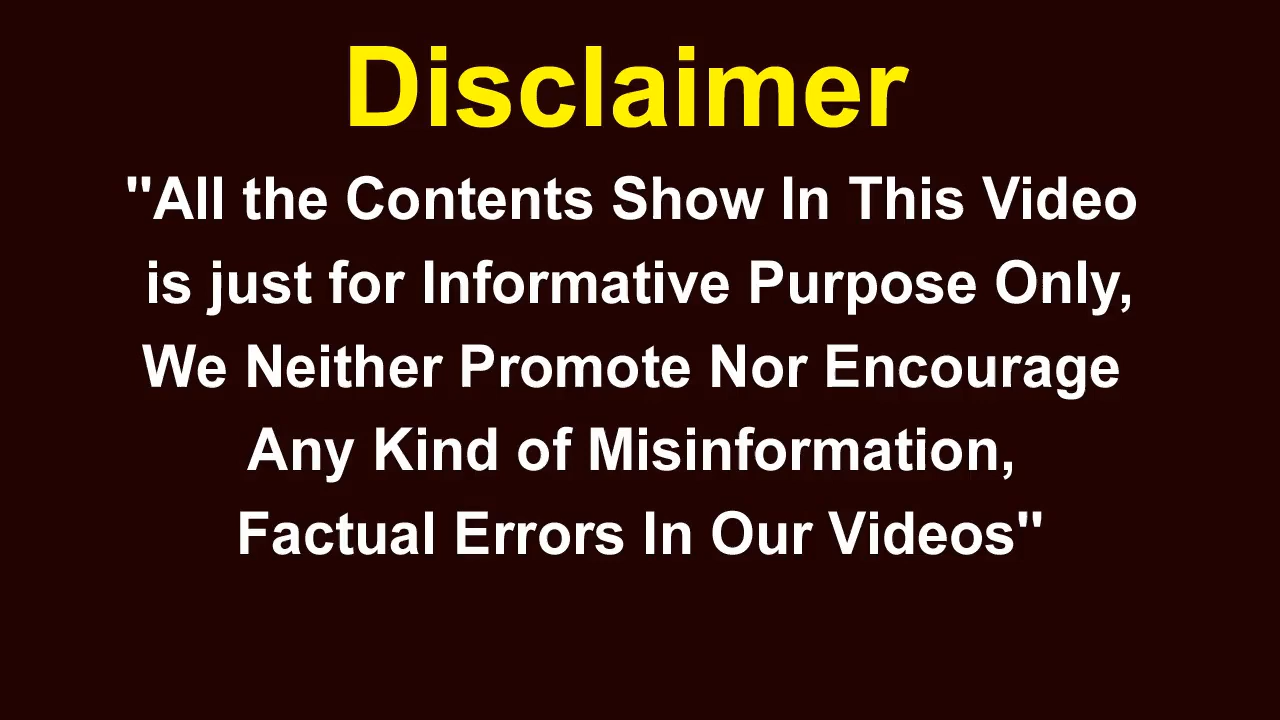 Disclaimer
"All the Contents Show In This Video
is just for Informative Purpose Only,
We Neither Promote Nor Encourage
Any Kind of Misinformation,
Factual Errors In Our Videos"